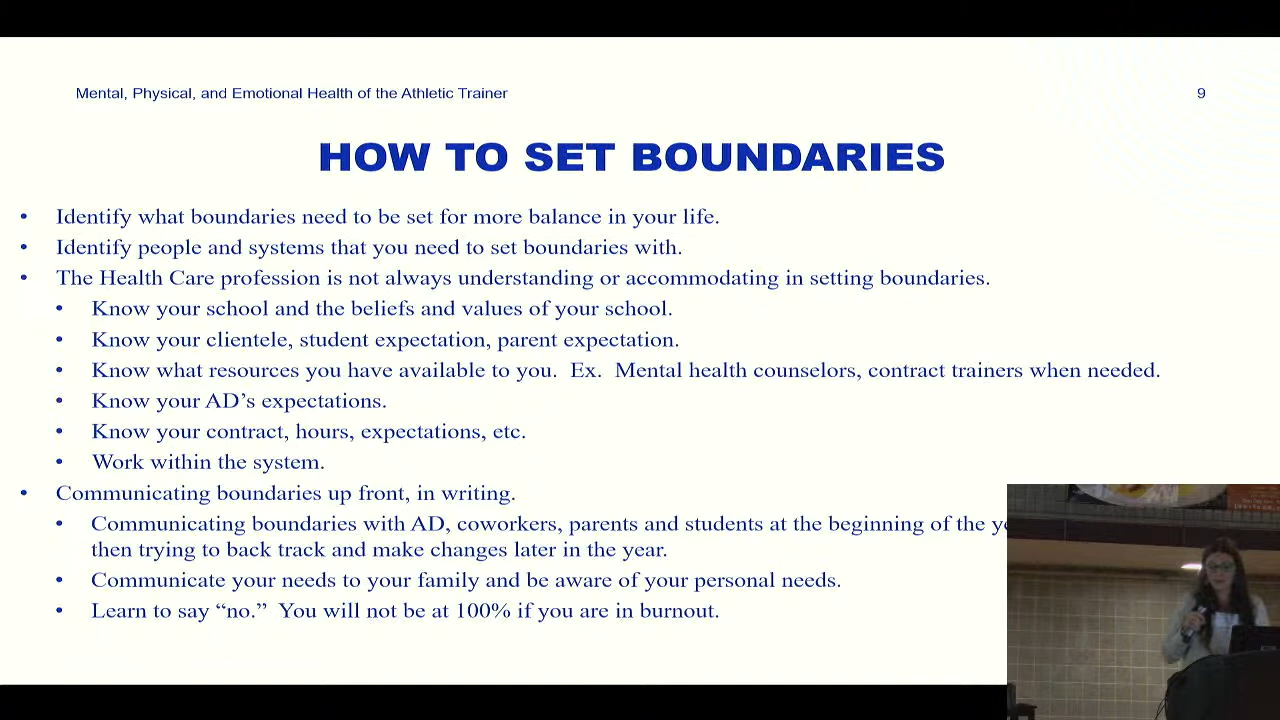 Mental, Physical, and Emotional Health of the Athletic Trainer
9
HOW TO SET BOUNDARIES
• Identify what boundaries need to be set for more balance in your life.
• Identify people and systems that you need to set boundaries with.
• The Health Care profession is not always understanding or accommodating in setting boundaries.
• Know your school and the beliefs and values of your school.
• Know your clientele, student expectation, parent expectation.
• Know what resources you have available to you.  Ex.  Mental health counselors, contract trainers when needed.
• Know your AD’s expectations.
• Know your contract, hours, expectations, etc.
• Work within the system.
• Communicating boundaries up front, in writing.
• Communicating boundaries with AD, coworkers, parents and students at the beginning of the
then trying to back track and make changes later in the year.
• Communicate your needs to your family and be aware of your personal needs.
• Learn to say “no.”  You will not be at 100% if you are in burnout.